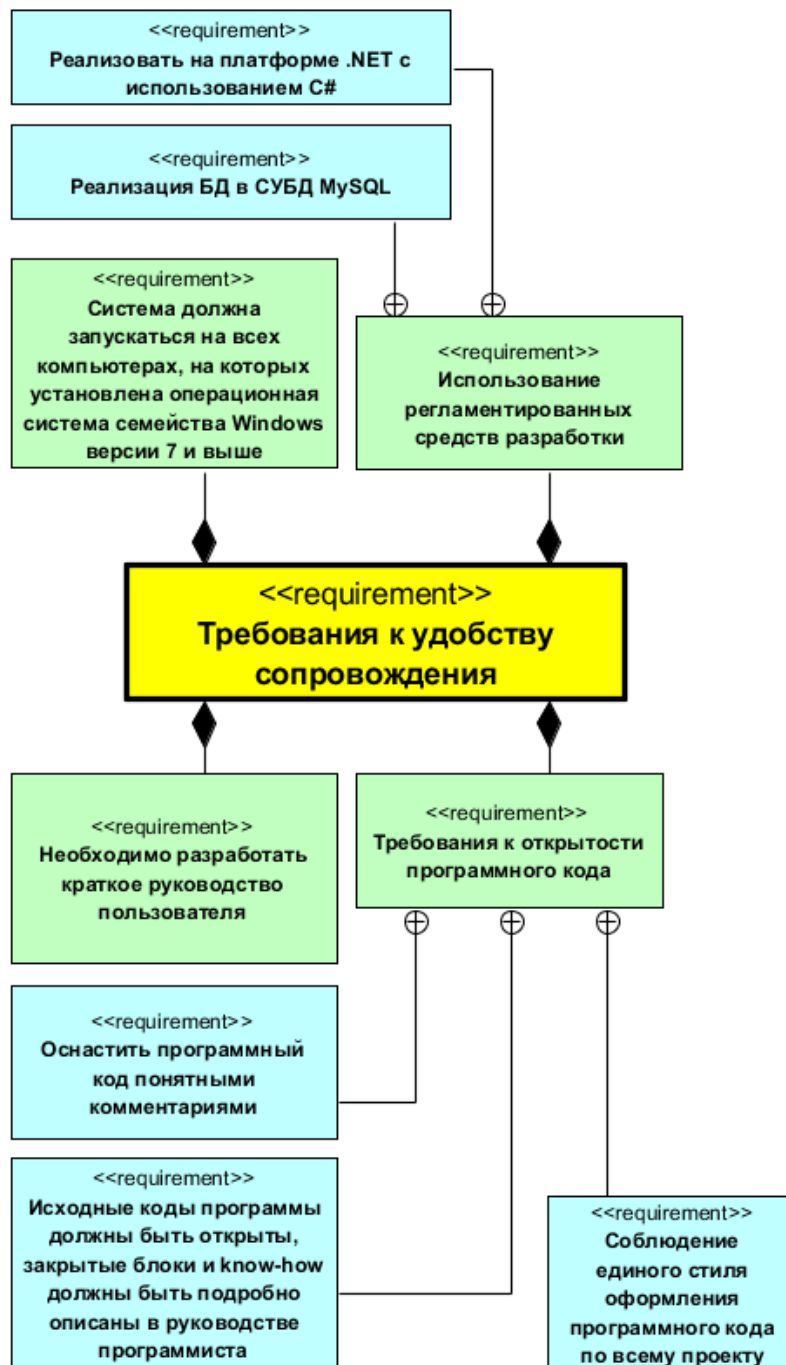 <<requirement>>
Реализовать на платформе .NET с
использованием C#
<<requirement>>
Реализация БД в СУБД MySQL
<<requirement>>
Система должна
запускаться на всех
компьютерах, на которых
установлена операционная
система семейства Windows
версии 7 и выше
<<requirement>>
Использование
регламентированных
средств разработки
<<requirement>>
Требования к удобству
сопровождения
<<requirement>>
Необходимо разработать
краткое руководство
пользователя
<<requirement>>
Требования к открытости
программного кода
<<requirement>>
Оснастить программный
код понятными
комментариями
<<requirement>>
Исходные коды программы
должны быть открыты,
закрытые блоки и know-how
должны быть подробно
описаны в руководстве
программиста
<<requirement>>
Соблюдение
единого стиля
оформления
программного кода
по всему проекту